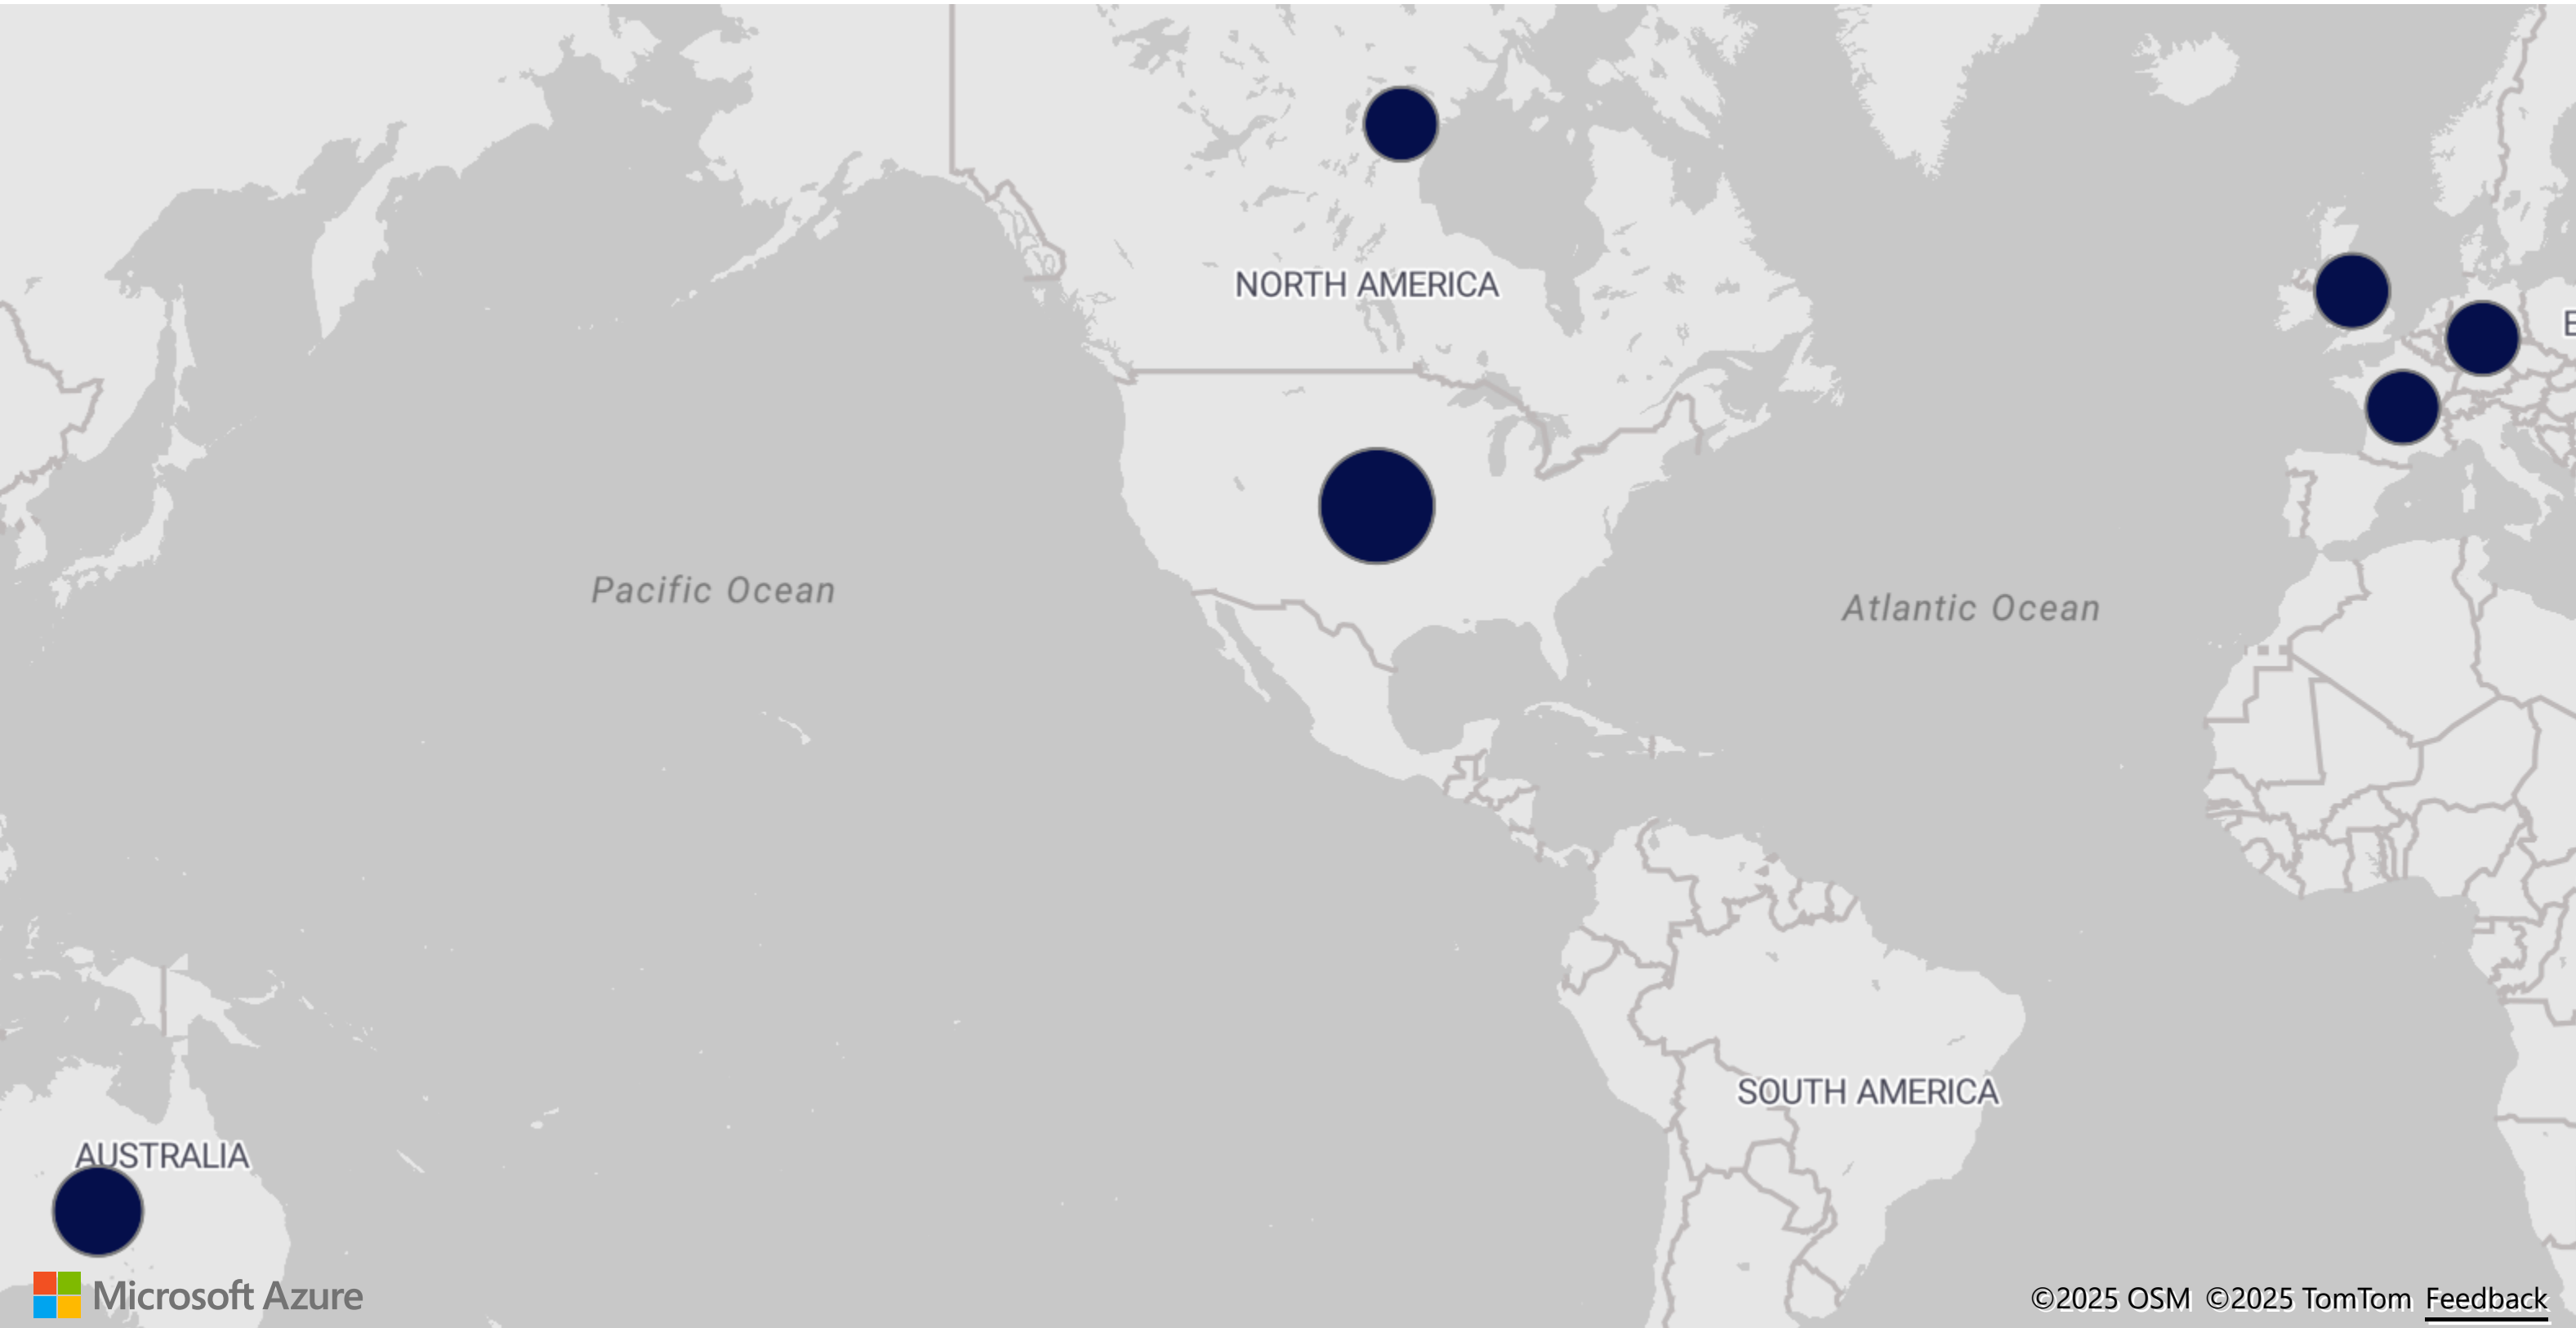 NORTH AMERICA
E
Pacific Ocean
Atlantic Ocean
SOUTH AMERICA
AUSTRALIA
Microsoft Azure
©2025 OSM ©2025 TomTom Feedback